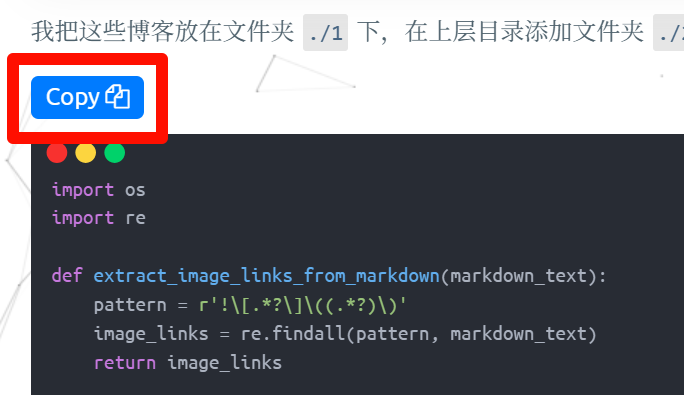 我把这些博客放在文件夹 ./1 下，在上层目录添加文件夹 ./
Copy
import os
import re
def extract_image_links_from_markdown(markdown_text):
    pattern = r'!\[.*?\]\((.*?)\)'
    image_links = re.findall(pattern, markdown_text)
    return image_links